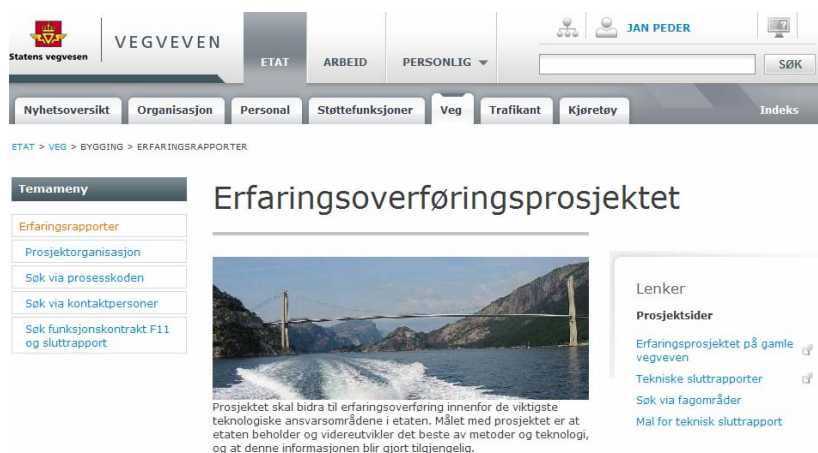 Statens vegvesen
VEGVEVEN
ETAT
ARBEID
PERSONLIG
JAN PEDER
SØK
Nyhetsoversikt
Organisasjon
Personal
Støttefunksjoner
Veg
Trafikant
Kjøretøy
Indeks
ETAT > VEG > BYGGING > ERFARINGSRAPPORTER
Temameny
Erfaringsrapporter
Prosjektorganisasjon
Søk via prosesskoden
Søk via kontaktpersoner
Søk funksjonskontrakt F11
og sluttrapport
Erfaringsoverføringsprosjektet
Prosjektet skal bidra til erfaringsoverføring innenfor de viktigste
teknologiske ansvarsområdene i etaten. Målet med prosjektet er at
etaten beholder og videreutvikler det beste av metoder og teknologi,
og at denne informasjonen blir gjort tilgjengelig.
Lenker
Prosjektsider
Erfaringsprosjektet på gamle
vegveven
Tekniske sluttrapporter
Søk via fagområder
Mal for teknisk sluttrapport